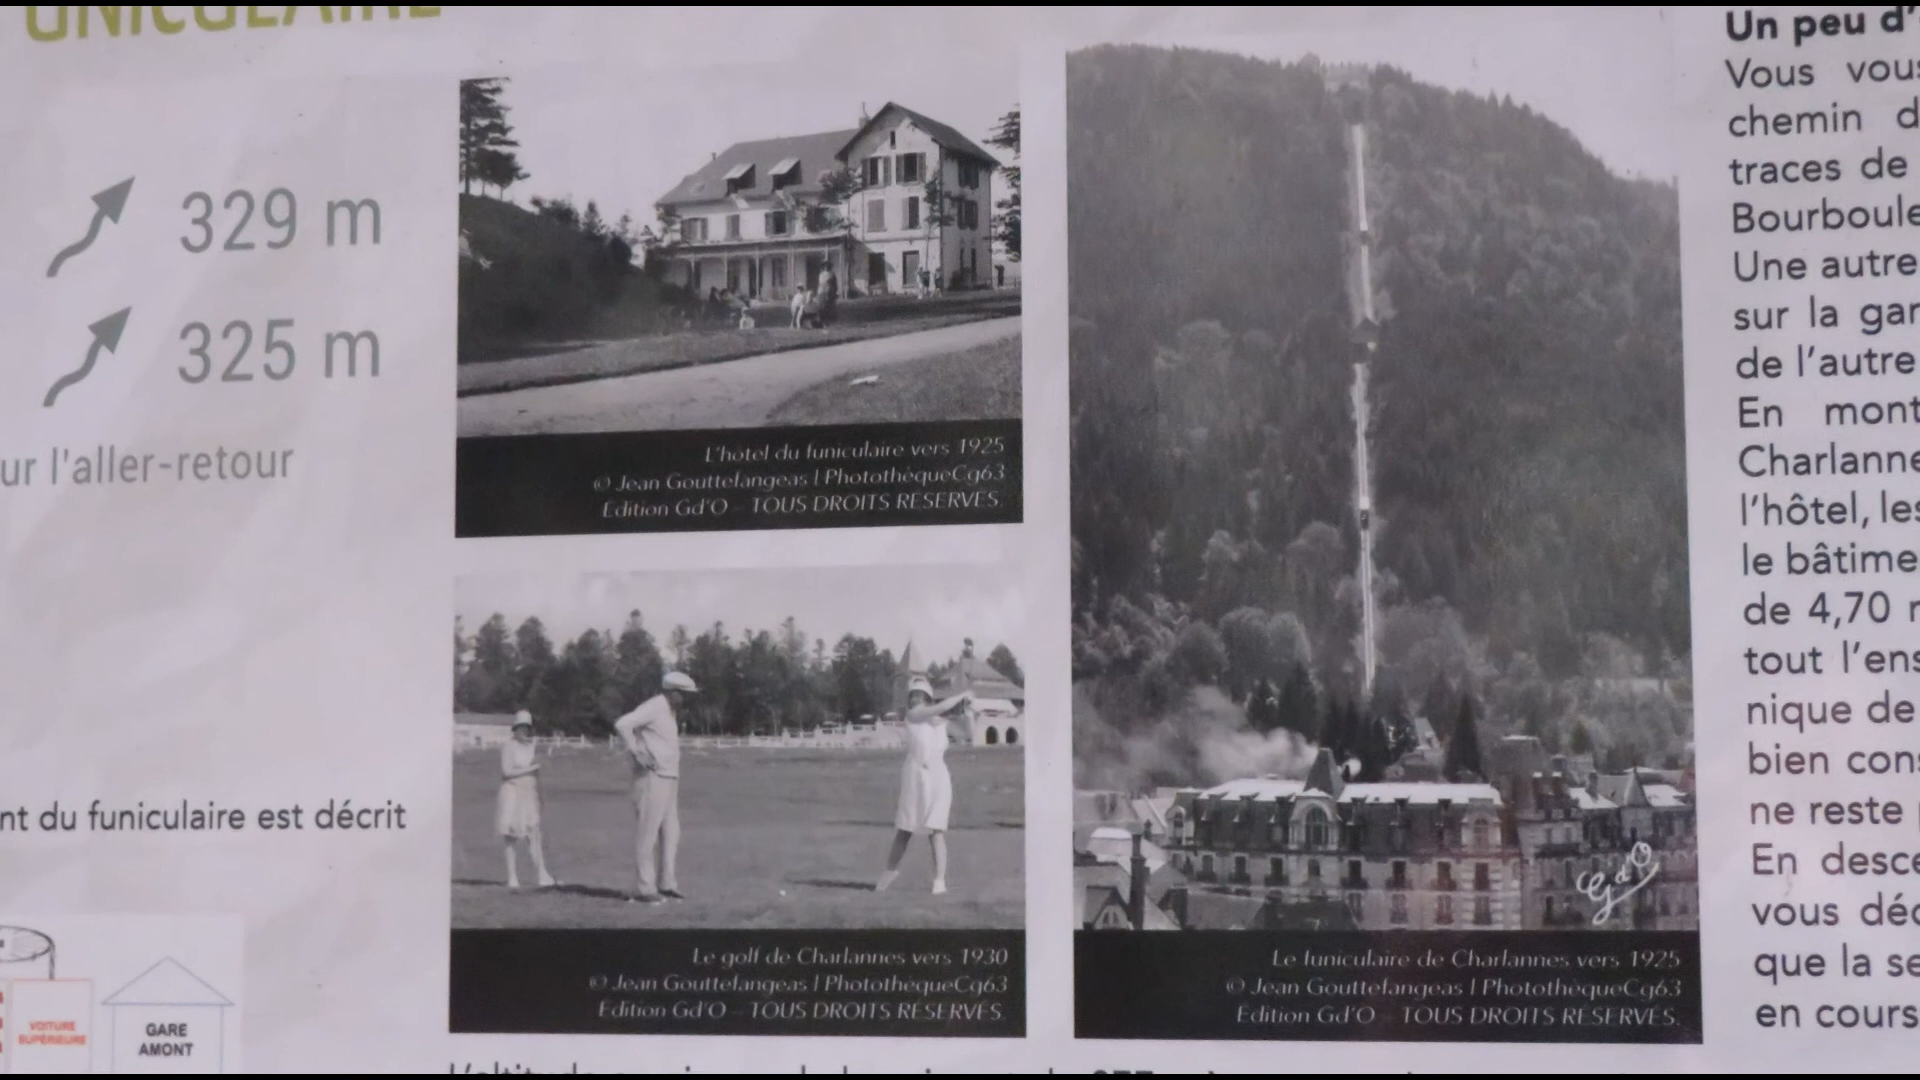 UNICULAIRE
329 m
325 m
ur l'aller-retour
nt du funiculaire est décrit
VOITURE
SUPÉRIEURE
GARE
AMONT
L'hôtel du funiculaire vers 1925
© Jean Gouttefangeas | PhotothèqueCg63
Edition Gd'O - TOUS DROITS RÉSERVÉS.
Le golf de Charlannes vers 1930
© Jean Gouttefangeas | PhotothèqueCg63
Edition Gd'O - TOUS DROITS RÉSERVÉS.
Gd'O
Le funiculaire de Charlannes vers 1925
© Jean Gouttefangeas | PhotothèqueCg63
Edition Gd'O - TOUS DROITS RÉSERVÉS.
Un peu d'
Vous vous
chemin d
traces de
Bourboule
Une autre
sur la gar
de l'autre
En mont
Charlanne
l'hôtel, les
le bâtime
de 4,70 m
tout l'ens
nique de
bien cons
ne reste p
En desce
vous déc
que la se
en cours